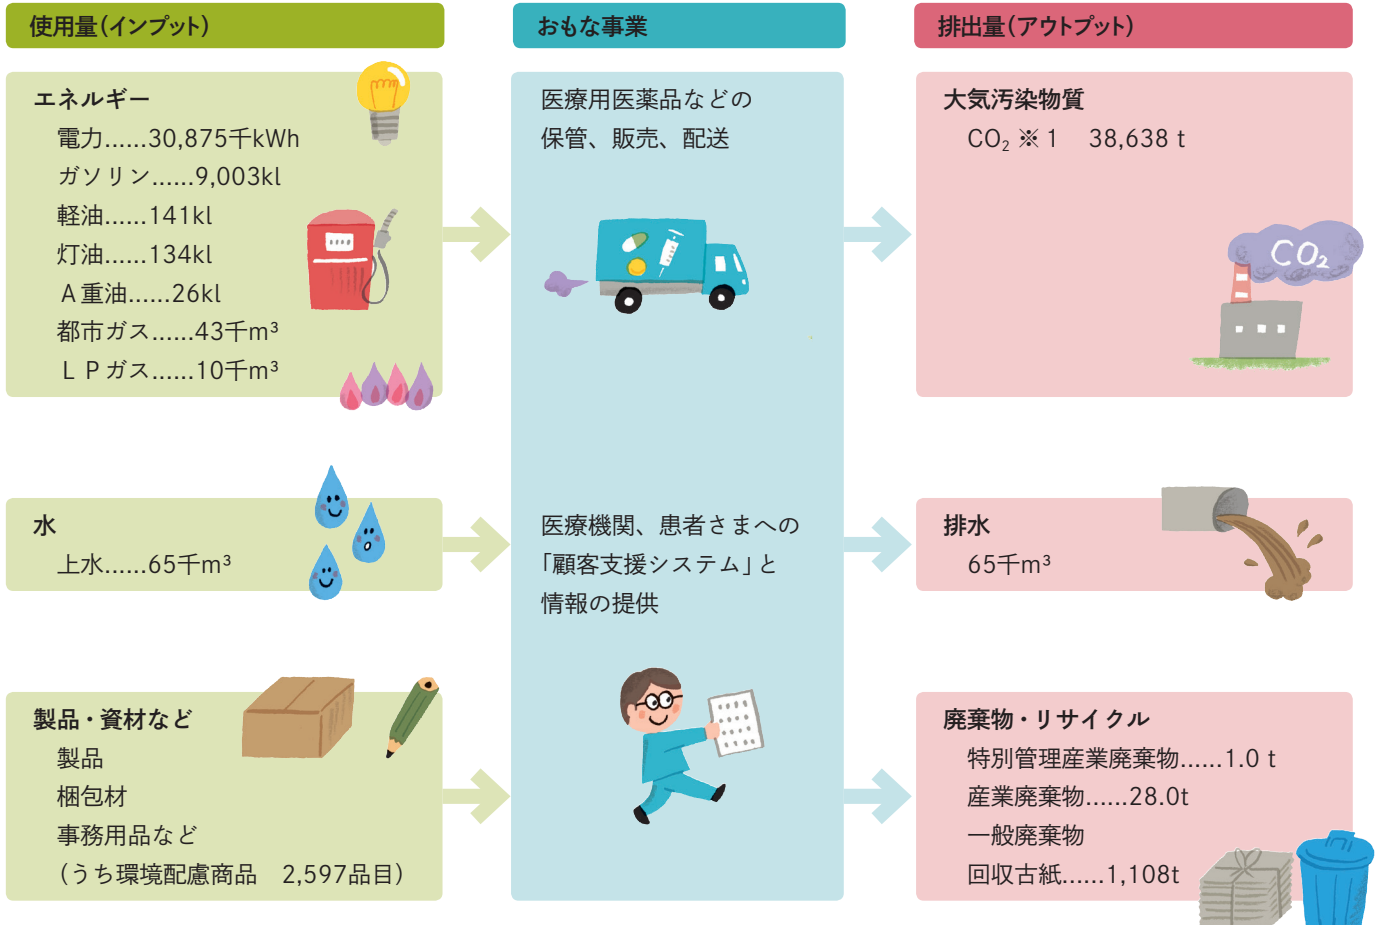 使用量(インプット)
エネルギー
電力......30,875千kWh
ガソリン......9,003kl
軽油......141kl
灯油......134kl
A重油......26kl
都市ガス......43千m³
LPガス......10千m³
水
上水......65千m³
製品・資材など
製品
梱包材
事務用品など
(うち環境配慮商品　2,597品目)
おもな事業
医療用医薬品などの
保管、販売、配送
医療機関、患者さまへの
「顧客支援システム」と
情報の提供
排出量(アウトプット)
大気汚染物質
CO₂ ※1　38,638 t
CO₂
排水
65千m³
廃棄物・リサイクル
特別管理産業廃棄物......1.0 t
産業廃棄物......28.0t
一般廃棄物
回収古紙......1,108t